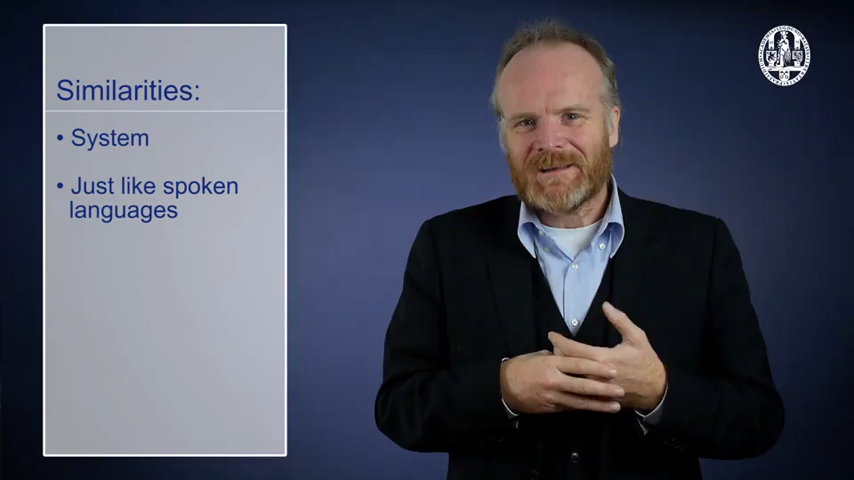 Similarities:
• System
• Just like spoken
languages